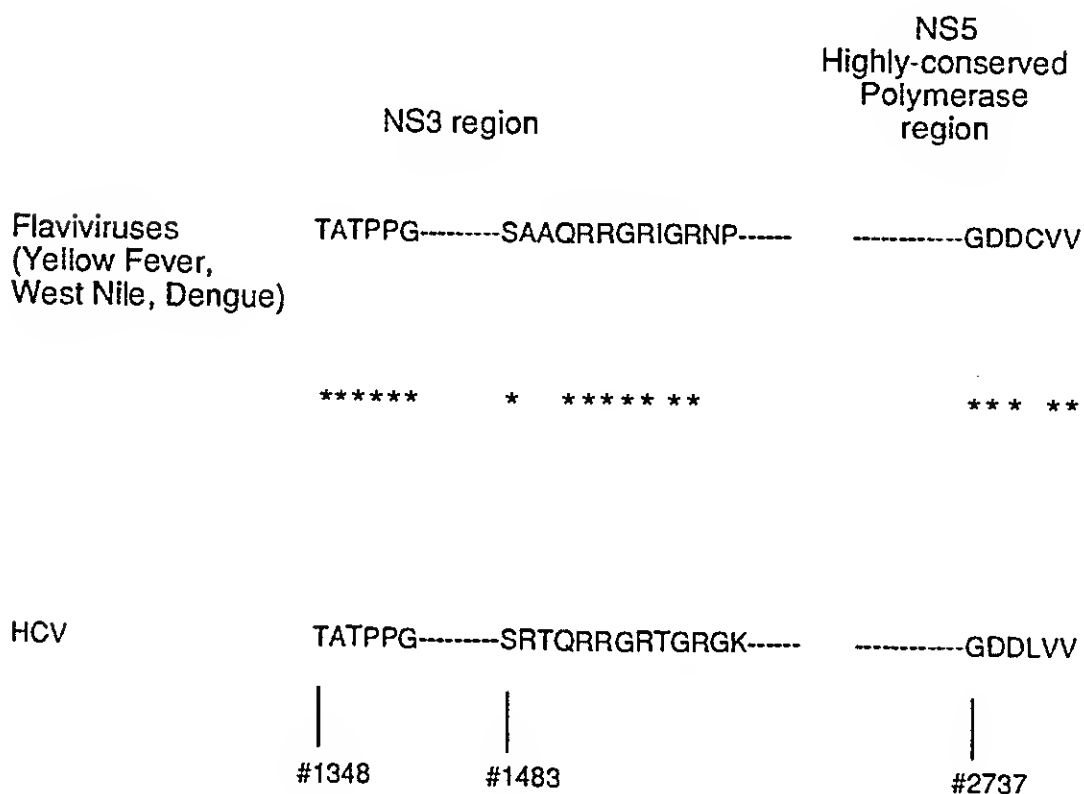 NS5
Highly-conserved
Polymerase
region
NS3 region
Flaviviruses
(Yellow Fever,
West Nile, Dengue)
TATPPG---------SAAQRRGRIGRNP------ ------------GDDCVV
****** * ***** ** *** **
HCV
TATPPG---------SRTQRRGRTGRGK------ ------------GDDLVV
#1348 #1483 #2737